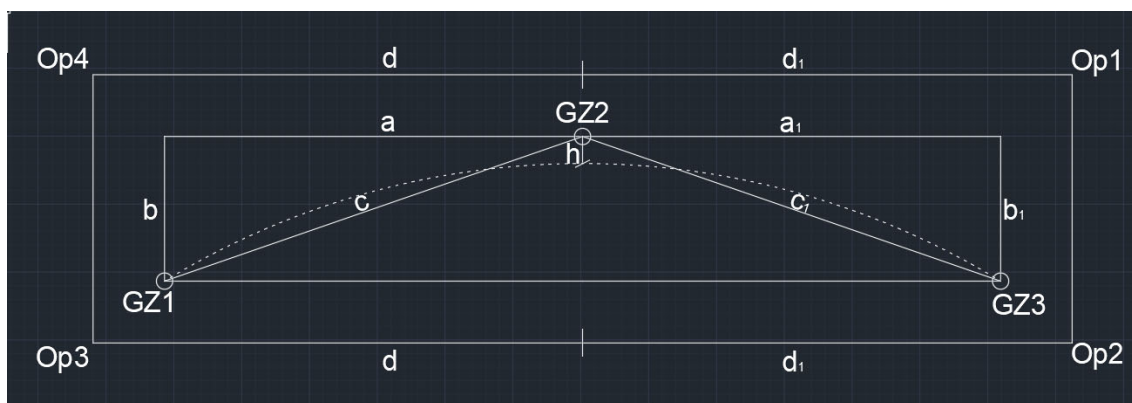 Op4 d d₁ Op1
GZ2
a a₁
h
b c c₁ b₁
GZ1 GZ3
Op3 d d₁ Op2